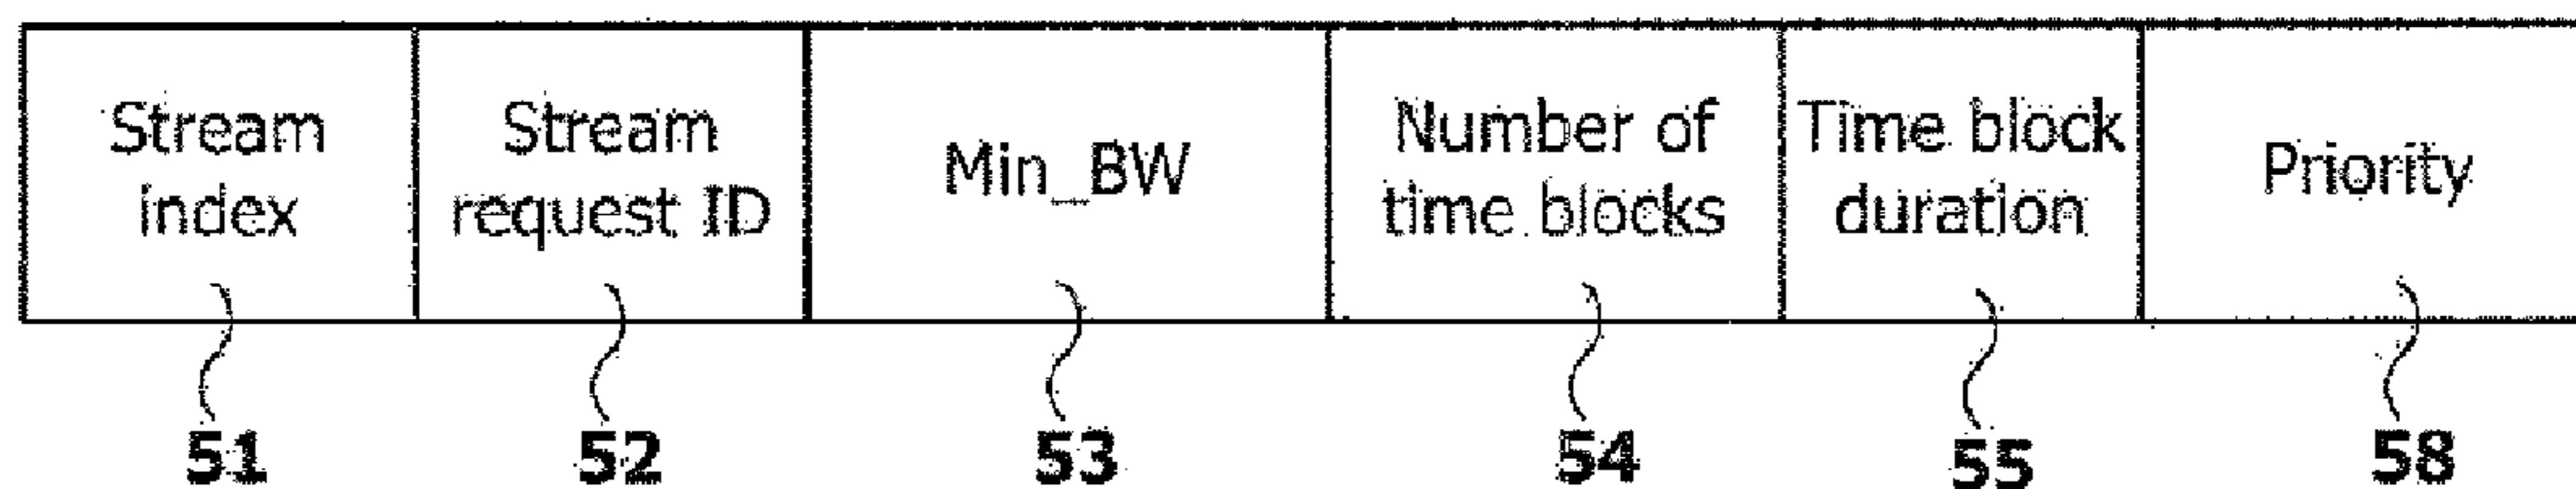 Stream
index
Stream
request ID
Min_BW
Number of
time blocks
Time block
duration
Priority
51
52
53
54
55
58